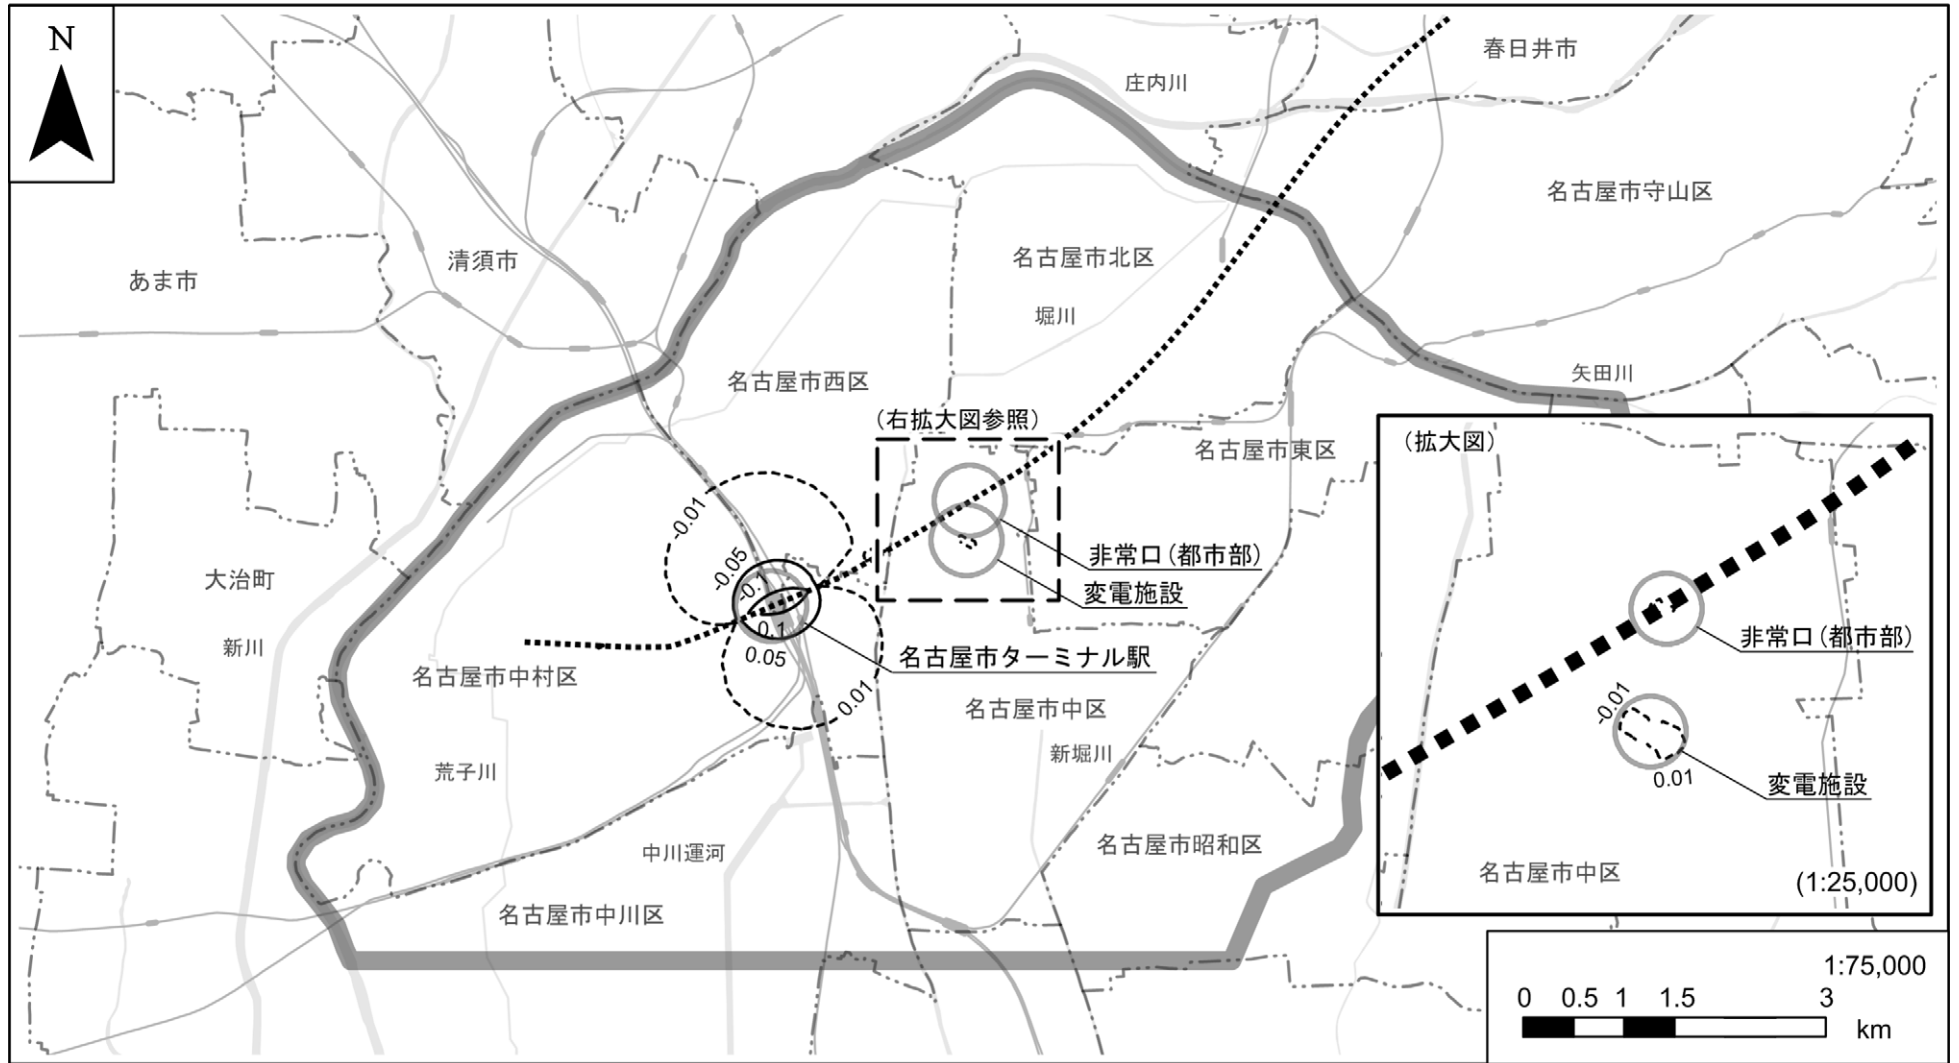 N
春日井市
庄内川
名古屋市守山区
名古屋市北区
清須市
あま市
堀川
矢田川
名古屋市西区
(右拡大図参照)
名古屋市東区
-0.01
-0.05
-0.1
0.1
0.05
0.01
非常口(都市部)
変電施設
名古屋市ターミナル駅
大治町
新川
名古屋市中村区
名古屋市中区
新堀川
荒子川
中川運河
名古屋市昭和区
名古屋市中川区
(拡大図)
非常口(都市部)
-0.01
0.01
変電施設
名古屋市中区
(1:25,000)
1:75,000
0 0.5 1 1.5 3
km